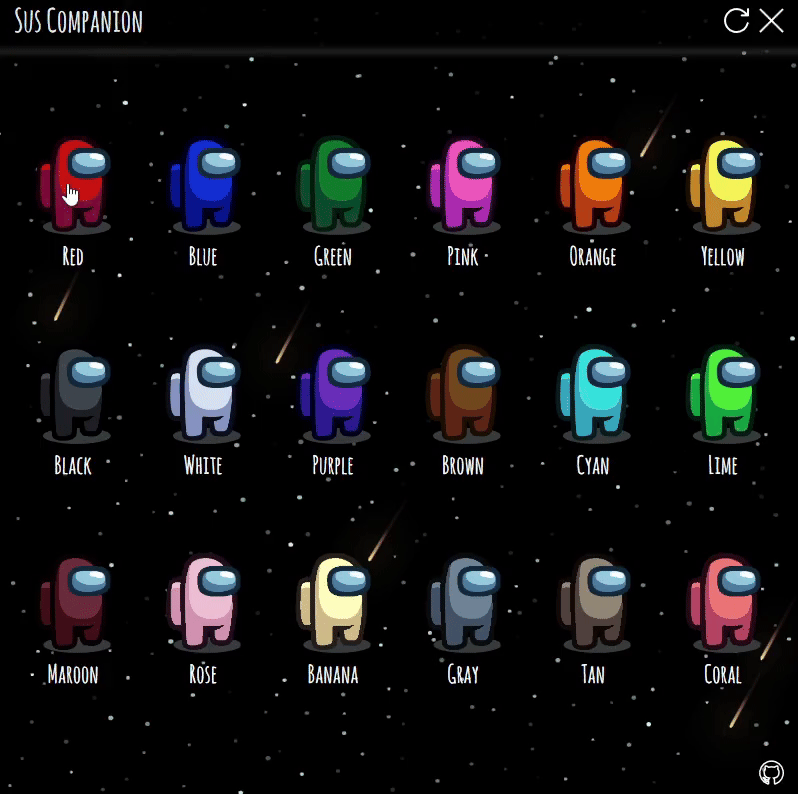 Sus Companion
Red Blue Green Pink Orange Yellow
Black White Purple Brown Cyan Lime
Maroon Rose Banana Gray Tan Coral